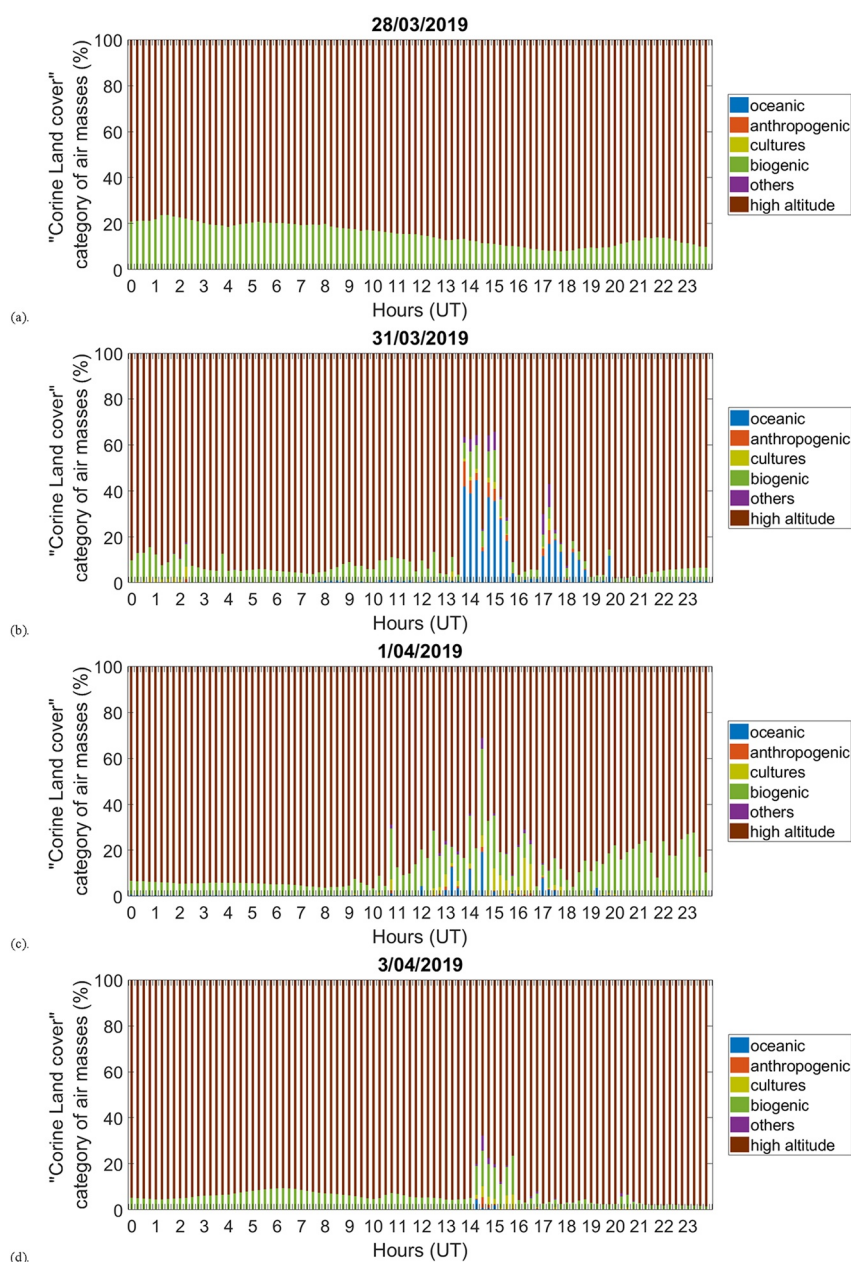 28/03/2019
100
80
60
40
20
0
"Corine Land cover"
category of air masses (%)
0 1 2 3 4 5 6 7 8 9 10 11 12 13 14 15 16 17 18 19 20 21 22 23
Hours (UT)
oceanic
anthropogenic
cultures
biogenic
others
high altitude
(a).
31/03/2019
100
80
60
40
20
0
"Corine Land cover"
category of air masses (%)
0 1 2 3 4 5 6 7 8 9 10 11 12 13 14 15 16 17 18 19 20 21 22 23
Hours (UT)
oceanic
anthropogenic
cultures
biogenic
others
high altitude
(b).
1/04/2019
100
80
60
40
20
0
"Corine Land cover"
category of air masses (%)
0 1 2 3 4 5 6 7 8 9 10 11 12 13 14 15 16 17 18 19 20 21 22 23
Hours (UT)
oceanic
anthropogenic
cultures
biogenic
others
high altitude
(c).
3/04/2019
100
80
60
40
20
0
"Corine Land cover"
category of air masses (%)
0 1 2 3 4 5 6 7 8 9 10 11 12 13 14 15 16 17 18 19 20 21 22 23
Hours (UT)
oceanic
anthropogenic
cultures
biogenic
others
high altitude
(d).